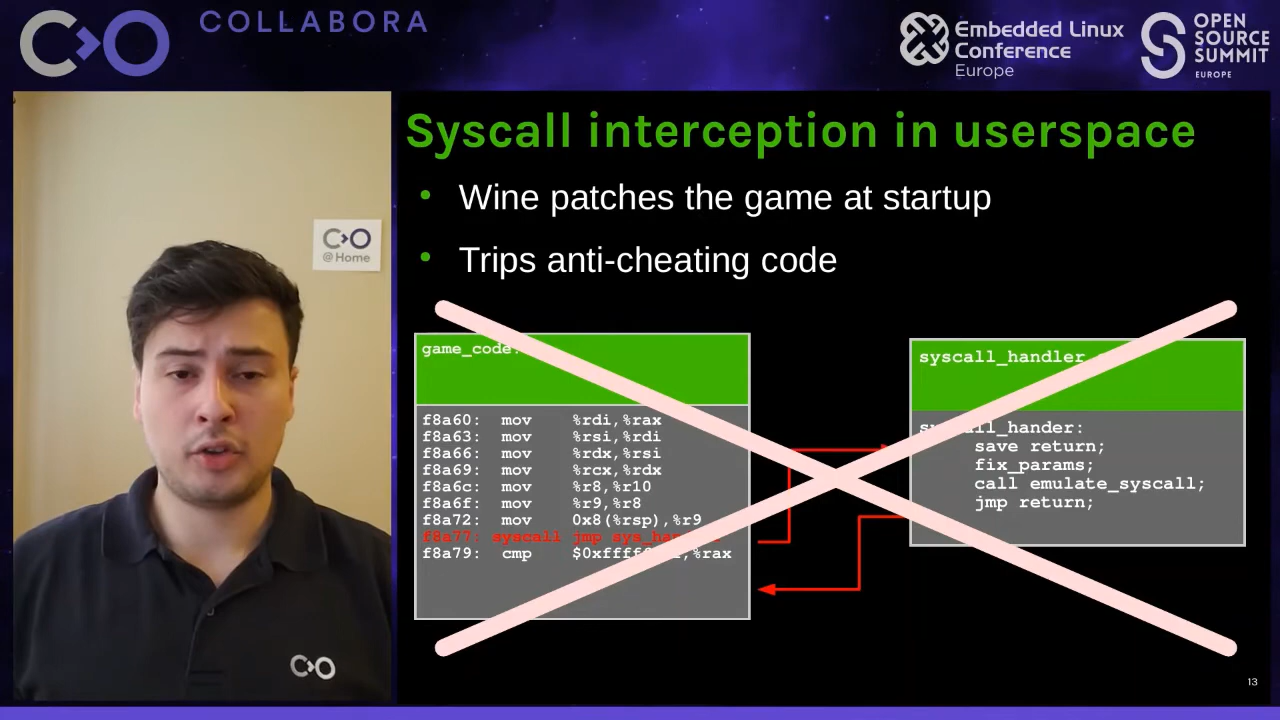 COLLABORA
Embedded Linux
Conference
Europe
OPEN
SOURCE
SUMMIT
EUROPE
@Home
Syscall interception in userspace
• Wine patches the game at startup
• Trips anti-cheating code
game_code:
f8a60: mov %rdi,%rax
f8a63: mov %rsi,%rdi
f8a66: mov %rdx,%rsi
f8a69: mov %rcx,%rdx
f8a6c: mov %r8,%r10
f8a6f: mov %r9,%r8
f8a72: mov 0x8(%rsp),%r9
f8a77: syscall jmp
f8a79: cmp
syscall_handler
save return;
fix_params;
call emulate_syscall;
jmp return;
13